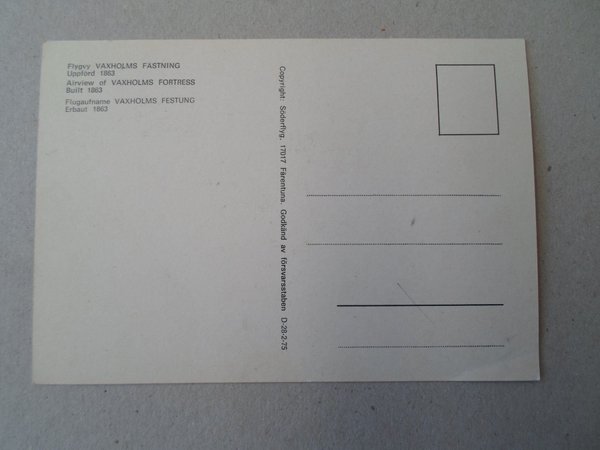 Flygvy VAXHOLMS FÄSTNING
Uppförd 1863
Airview of VAXHOLMS FORTRESS
Built 1863
Flugaufname VAXHOLMS FESTUNG
Erbaut 1863
Copyright: Söderflyg, 17017 Färentuna. Godkänd av försvarsstaben D-28-2-75